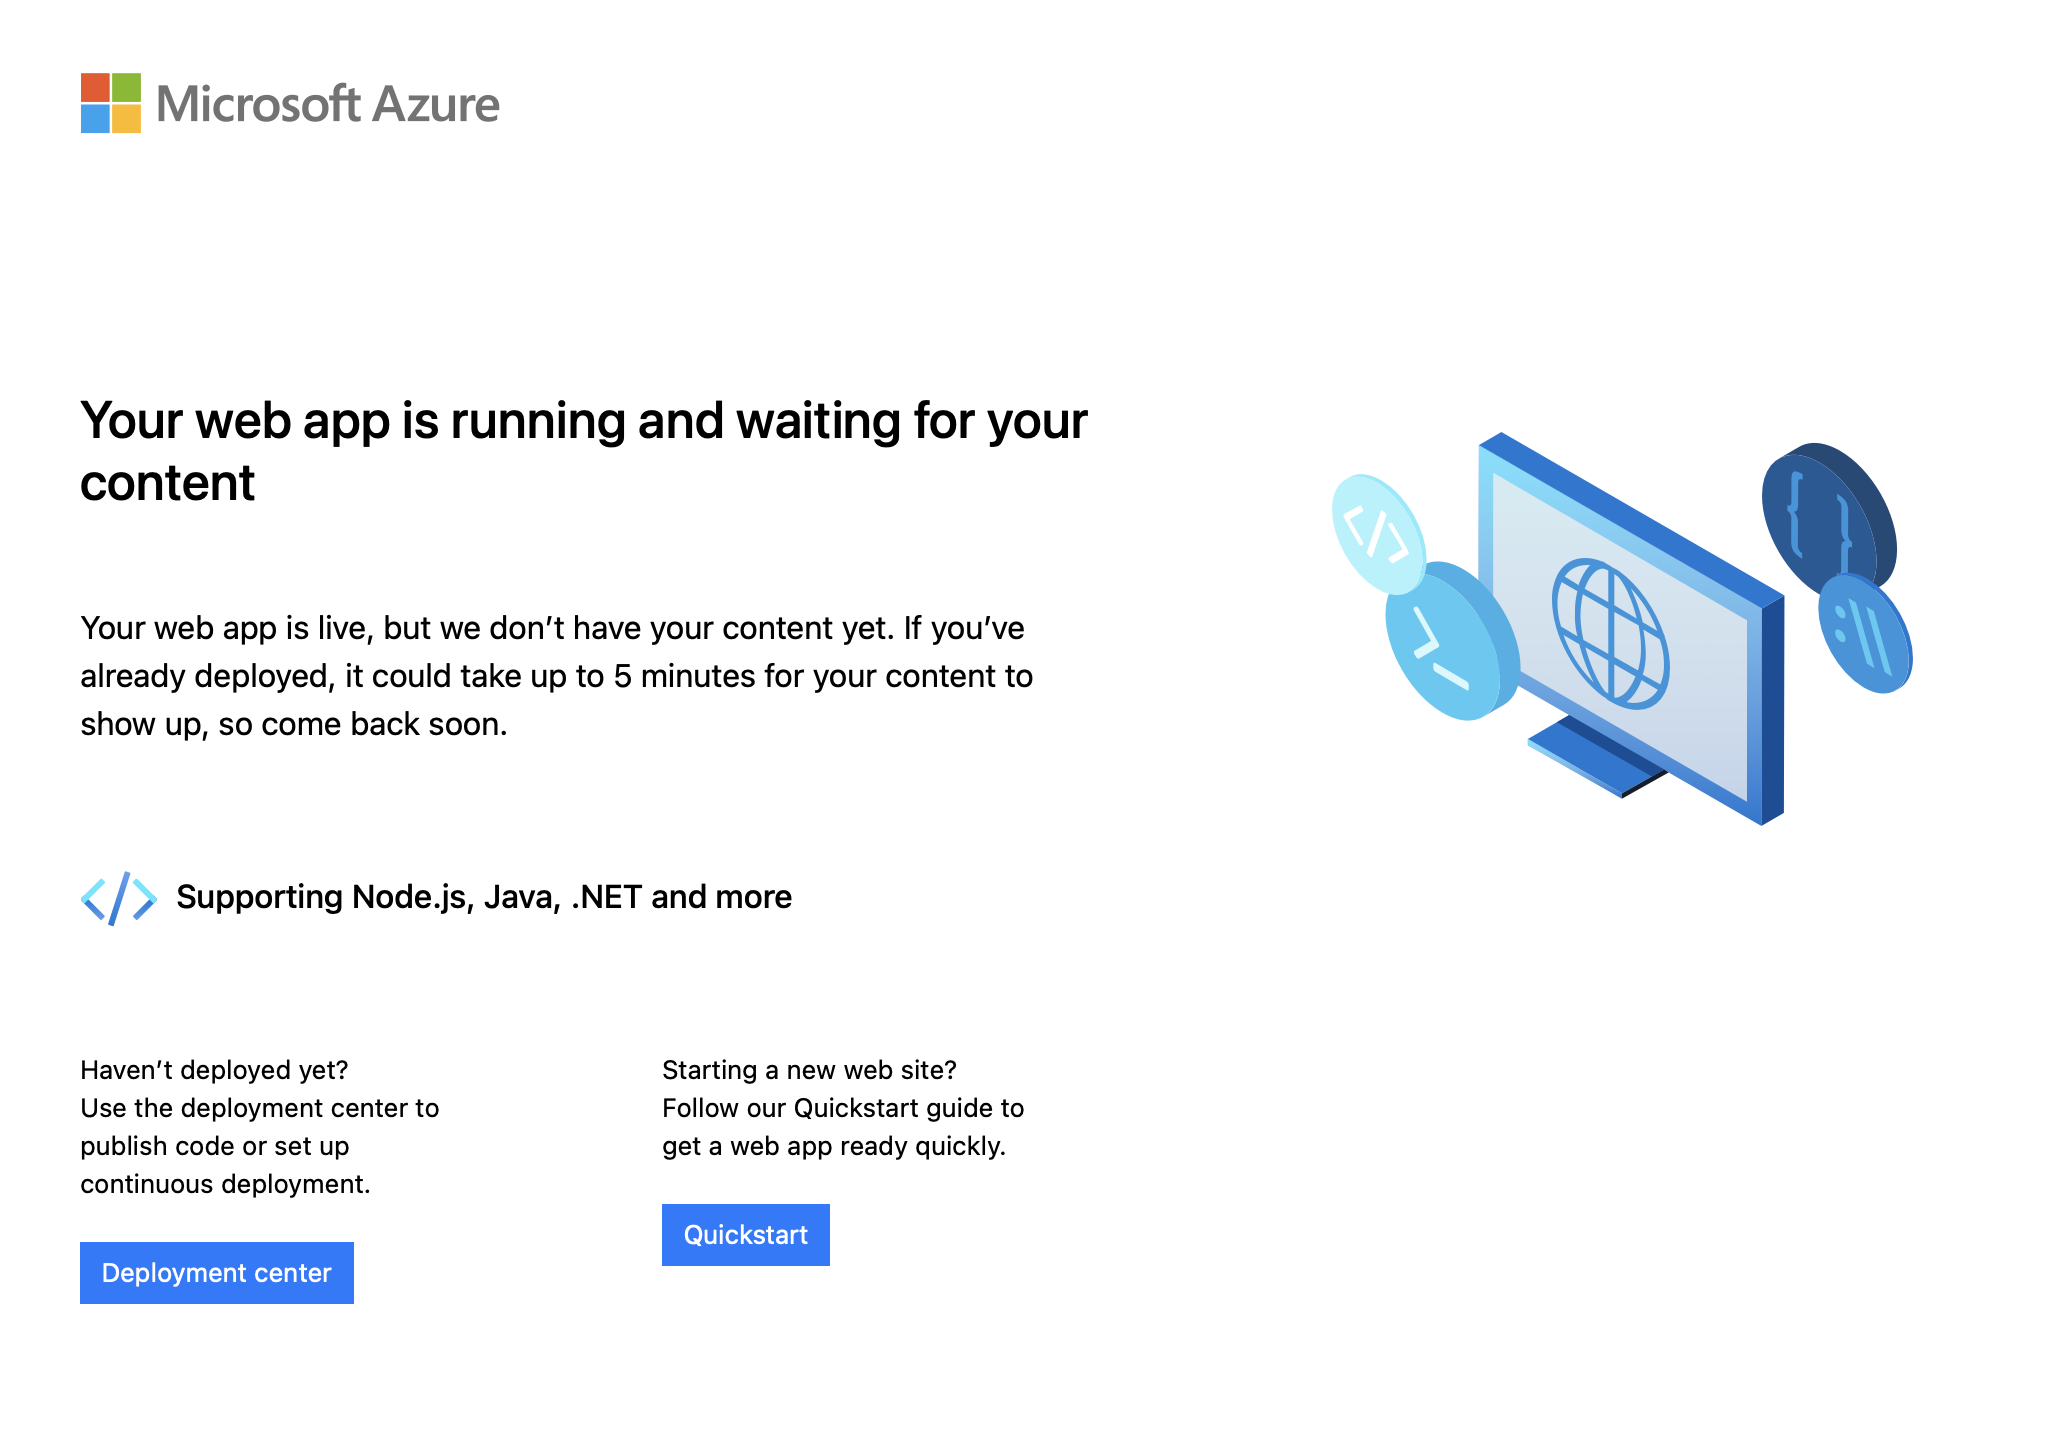 Microsoft Azure
Your web app is running and waiting for your
content
Your web app is live, but we don’t have your content yet. If you’ve
already deployed, it could take up to 5 minutes for your content to
show up, so come back soon.
</> Supporting Node.js, Java, .NET and more
Haven’t deployed yet?
Use the deployment center to
publish code or set up
continuous deployment.
Deployment center
Starting a new web site?
Follow our Quickstart guide to
get a web app ready quickly.
Quickstart
</>
>_
{ }
:\\